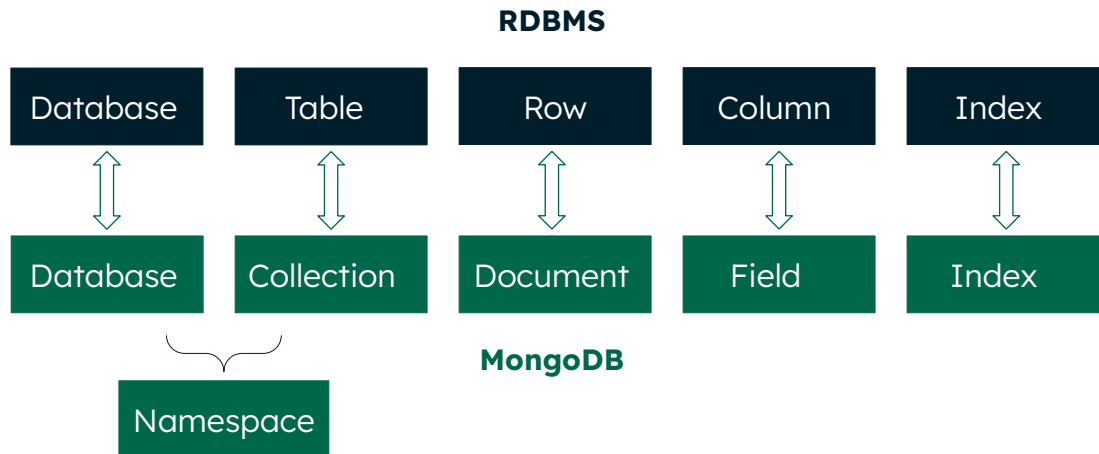 RDBMS
Database Table Row Column Index
Database Collection Document Field Index
MongoDB
Namespace